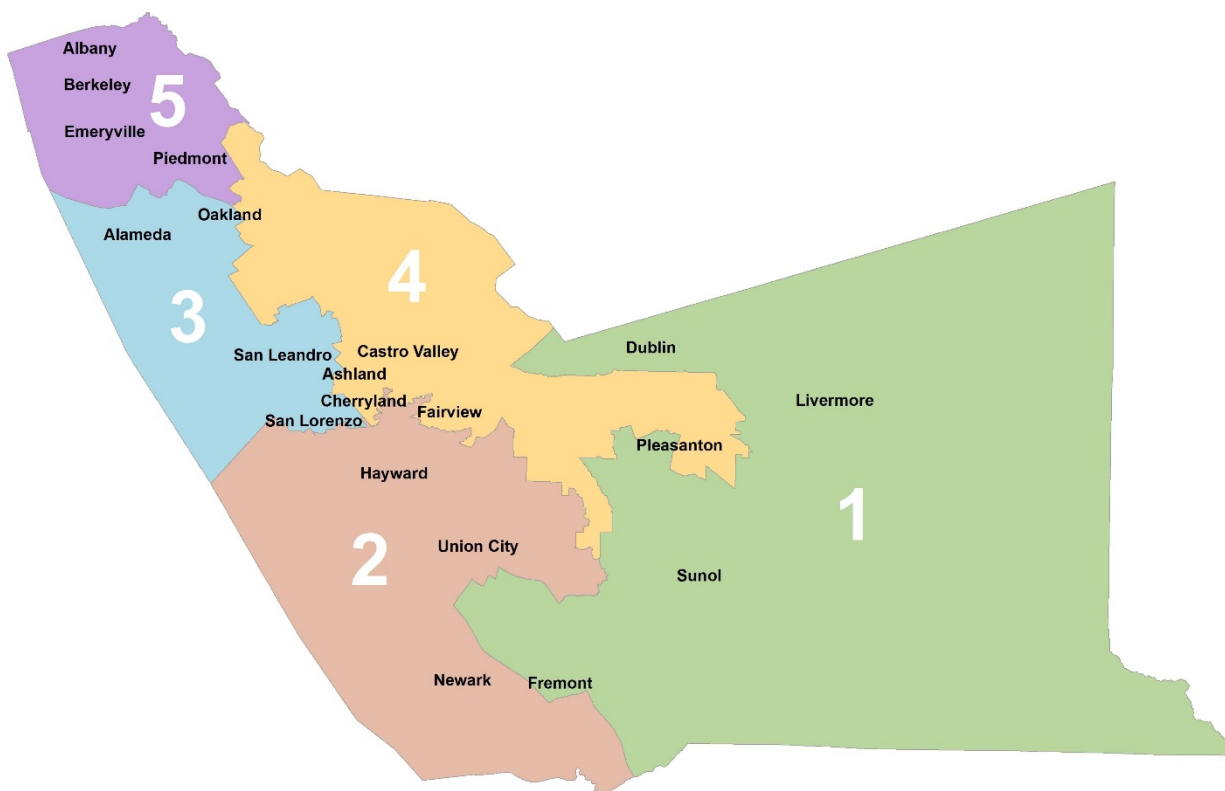 Albany
Berkeley
5
Emeryville
Piedmont
Oakland
Alameda
4
3
San Leandro
Castro Valley
Dublin
Ashland
Cherryland
Livermore
Fairview
San Lorenzo
Pleasanton
Hayward
1
Union City
2
Sunol
Newark
Fremont